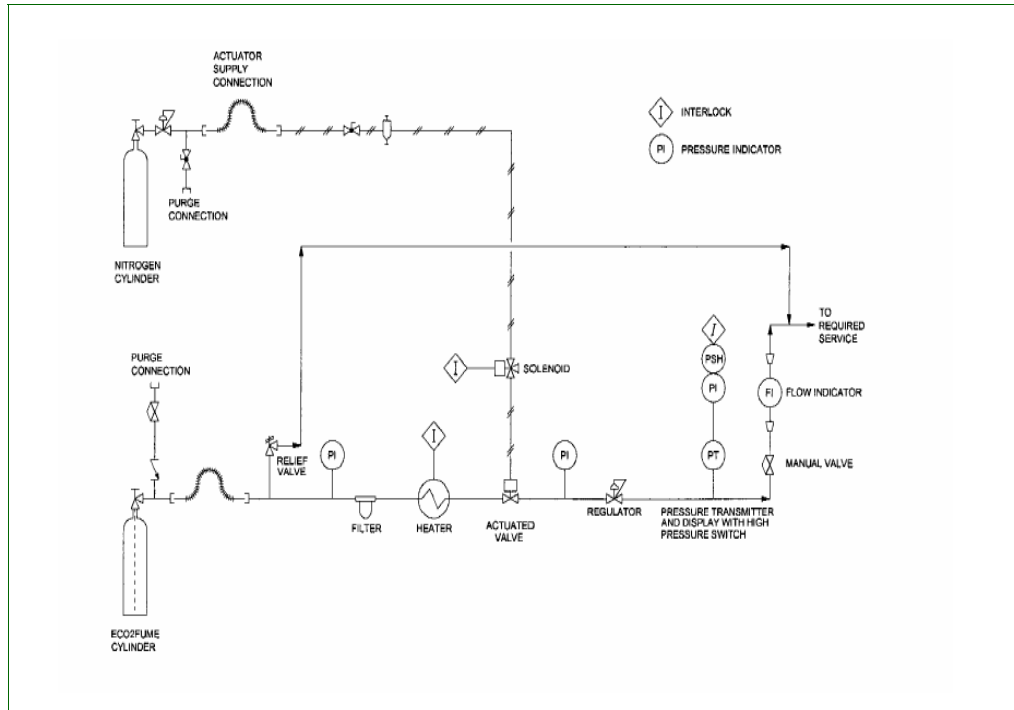 ACTUATOR
SUPPLY
CONNECTION
I
INTERLOCK
PI
PRESSURE INDICATOR
PURGE
CONNECTION
NITROGEN
CYLINDER
TO
REQUIRED
SERVICE
I
PSH
PI
PURGE
CONNECTION
I
SOLENOID
FI
FLOW INDICATOR
I
RELIEF
VALVE
PI
PI
PT
MANUAL VALVE
FILTER
HEATER
ACTUATED
VALVE
REGULATOR
PRESSURE TRANSMITTER
AND DISPLAY WITH HIGH
PRESSURE SWITCH
ECO2FUME
CYLINDER